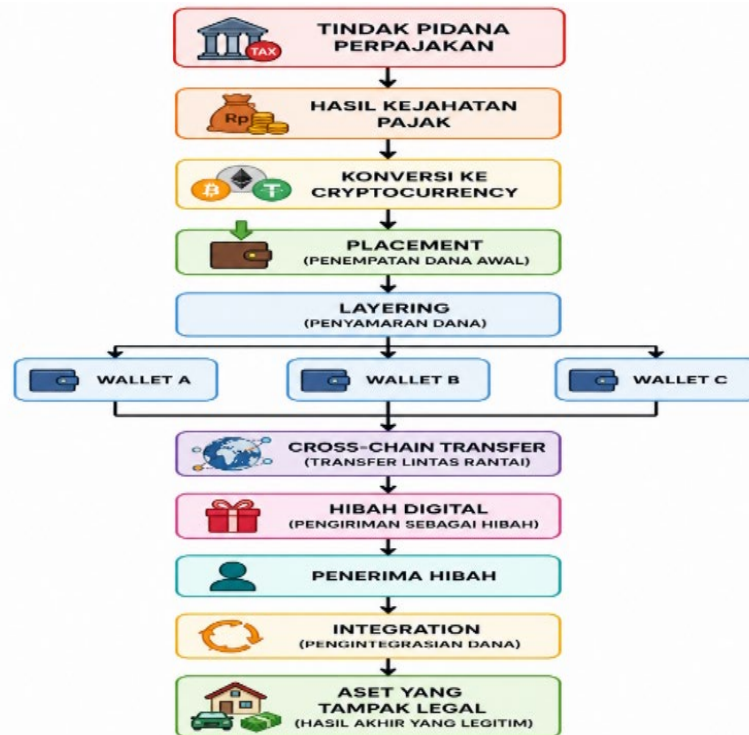 TAX
TINDAK PIDANA
PERPAJAKAN
Rp
HASIL KEJAHATAN
PAJAK
KONVERSI KE
CRYPTOCURRENCY
PLACEMENT
(PENEMPATAN DANA AWAL)
LAYERING
(PENYAMARAN DANA)
WALLET A
WALLET B
WALLET C
CROSS-CHAIN TRANSFER
(TRANSFER LINTAS RANTAI)
HIBAH DIGITAL
(PENGIRIMAN SEBAGAI HIBAH)
PENERIMA HIBAH
INTEGRATION
(PENGINTEGRASIAN DANA)
ASET YANG
TAMPAK LEGAL
(HASIL AKHIR YANG LEGITIM)